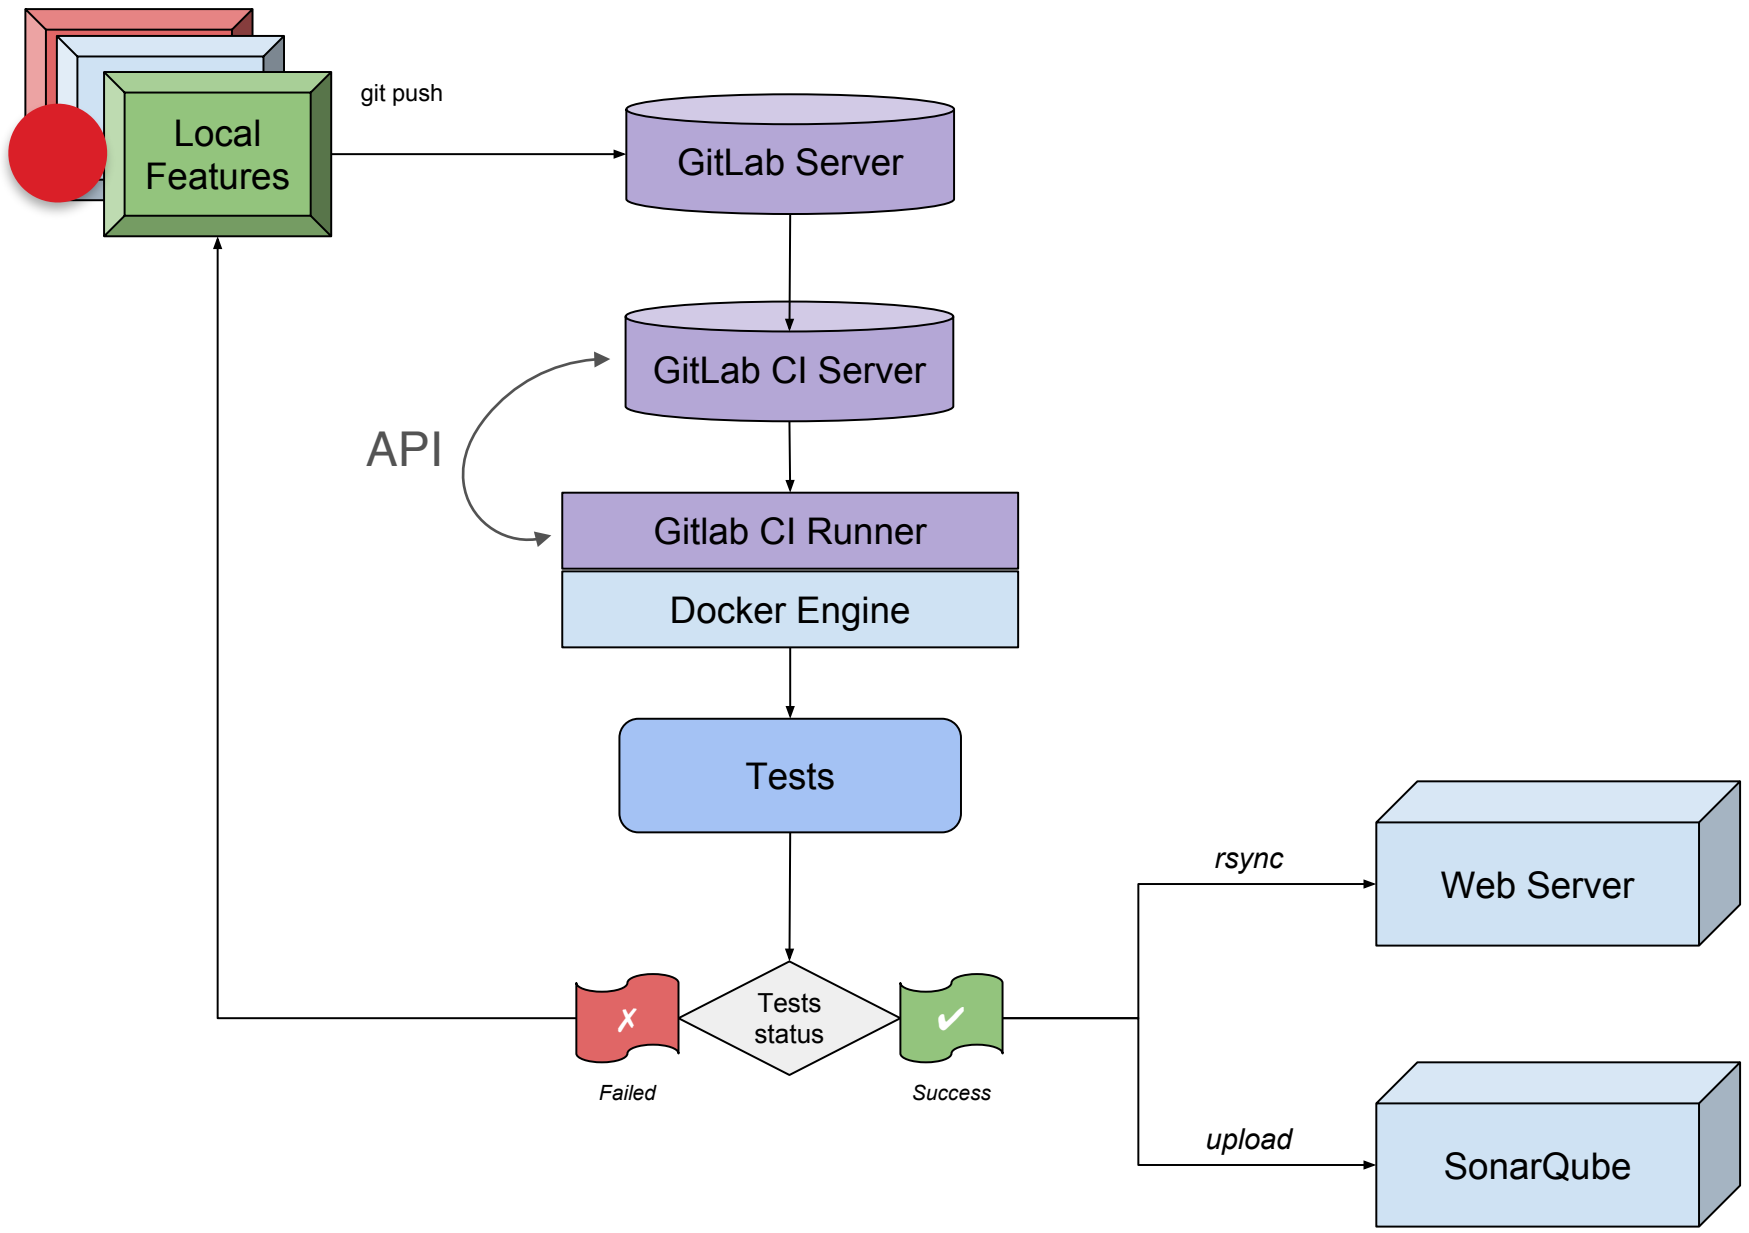 git push
Local
Features
GitLab Server
GitLab CI Server
API
Gitlab CI Runner
Docker Engine
Tests
rsync
Web Server
✗
Tests
status
✔
Failed
Success
upload
SonarQube